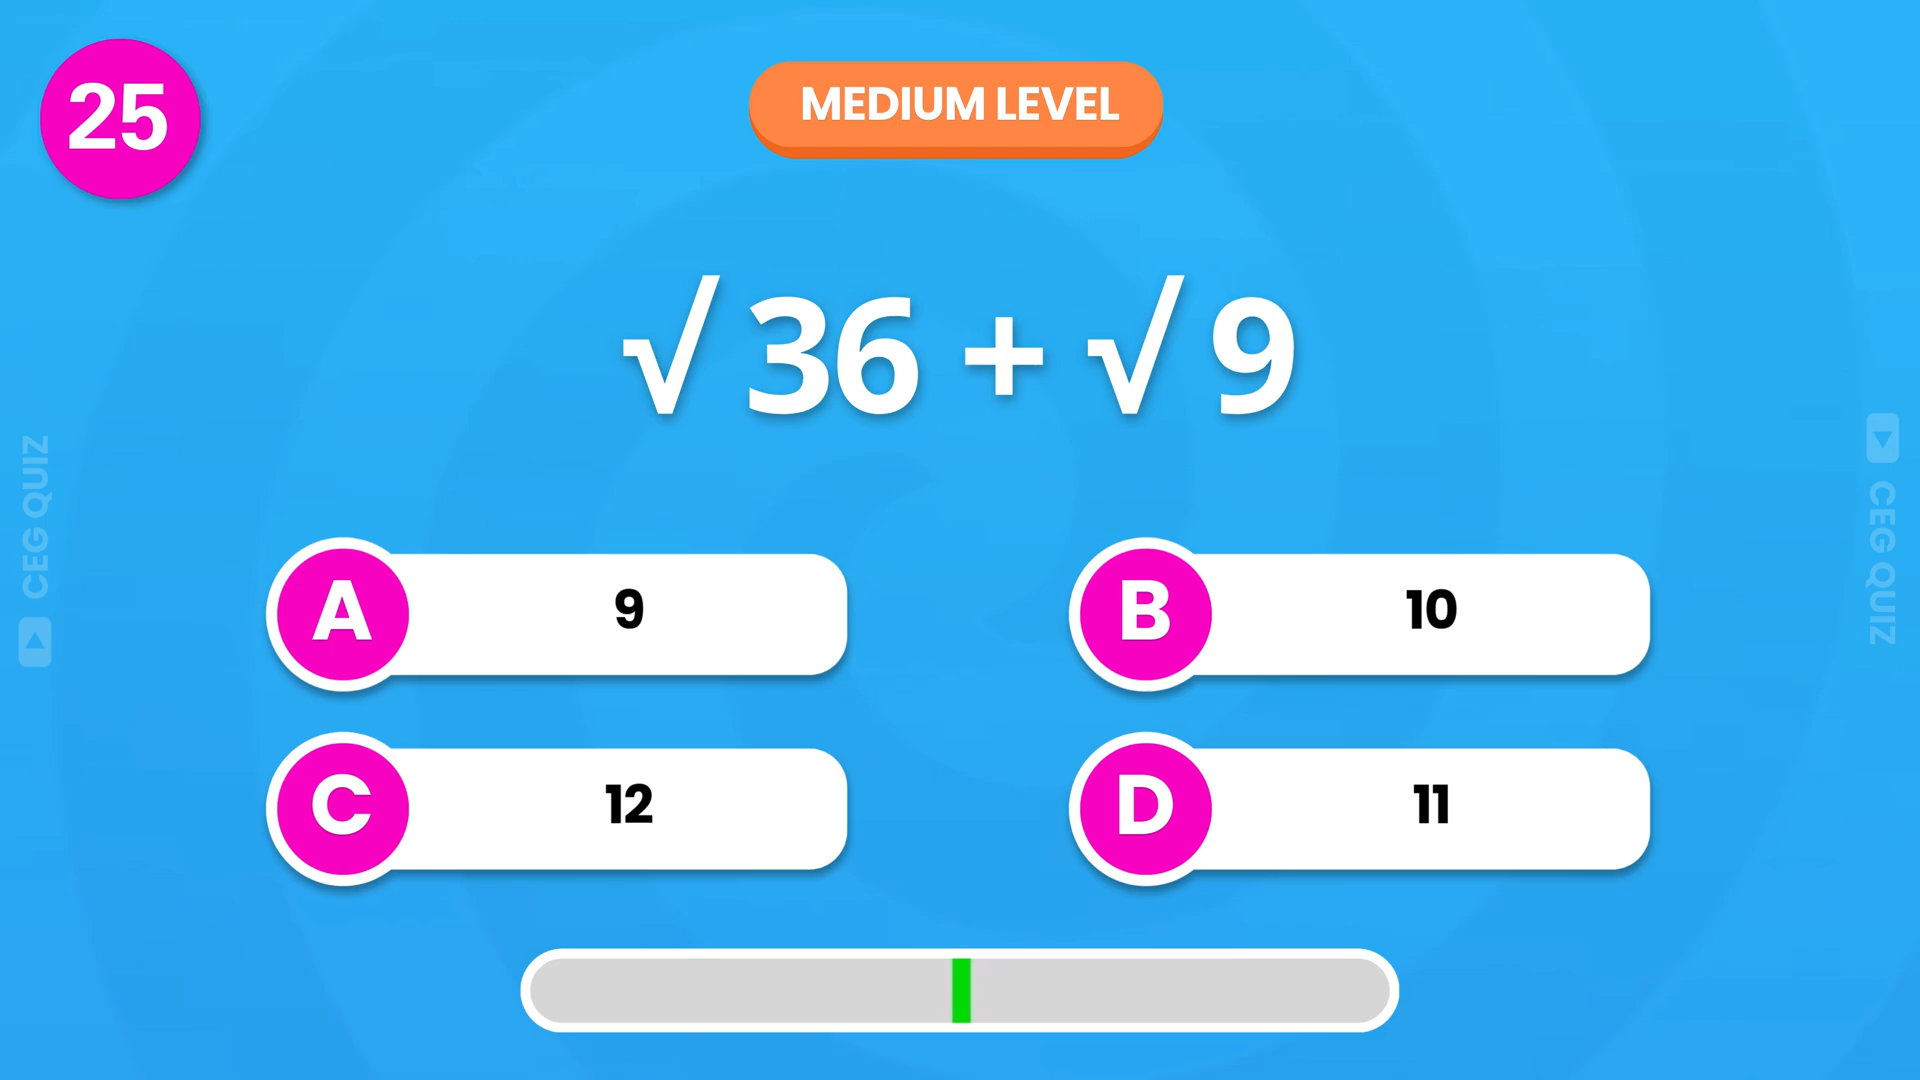 25
MEDIUM LEVEL
√36 + √9
A 9
B 10
C 12
D 11
CEG QUIZ
CEG QUIZ